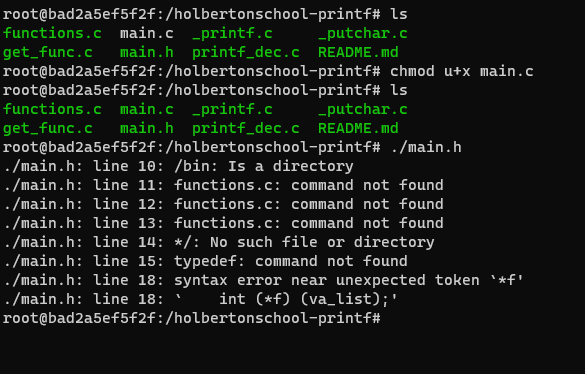 root@bad2a5ef5f2f:/holbertonschool-printf# ls
functions.c  main.c  _printf.c     _putchar.c
get_func.c   main.h  printf_dec.c  README.md
root@bad2a5ef5f2f:/holbertonschool-printf# chmod u+x main.c
root@bad2a5ef5f2f:/holbertonschool-printf# ls
functions.c  main.c  _printf.c     _putchar.c
get_func.c   main.h  printf_dec.c  README.md
root@bad2a5ef5f2f:/holbertonschool-printf# ./main.h
./main.h: line 10: /bin: Is a directory
./main.h: line 11: functions.c: command not found
./main.h: line 12: functions.c: command not found
./main.h: line 13: functions.c: command not found
./main.h: line 14: */: No such file or directory
./main.h: line 15: typedef: command not found
./main.h: line 18: syntax error near unexpected token `*f'
./main.h: line 18: `    int (*f) (va_list);'
root@bad2a5ef5f2f:/holbertonschool-printf#